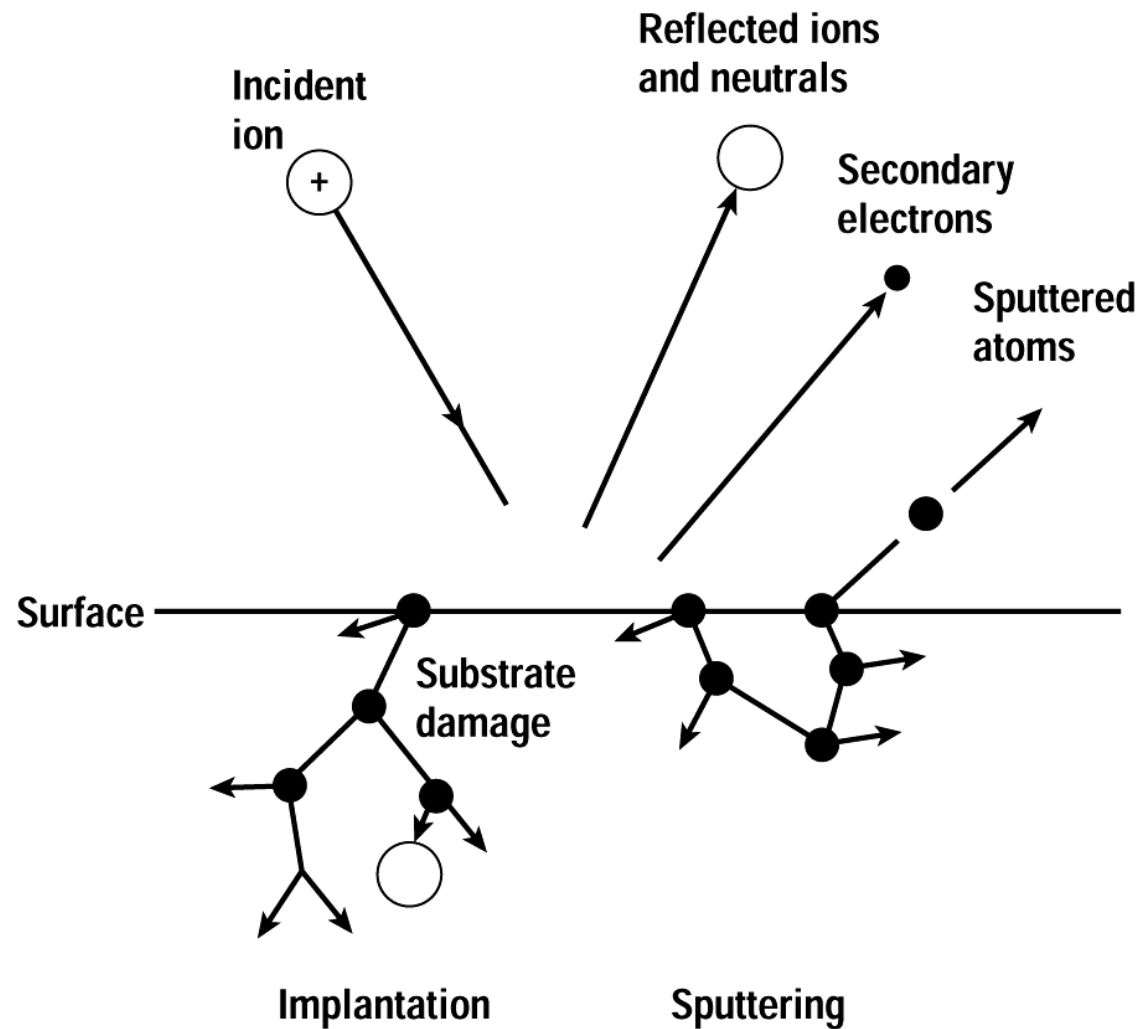 Reflected ions
and neutrals
Incident
ion
+
Secondary
electrons
Sputtered
atoms
Surface
Substrate
damage
Implantation
Sputtering